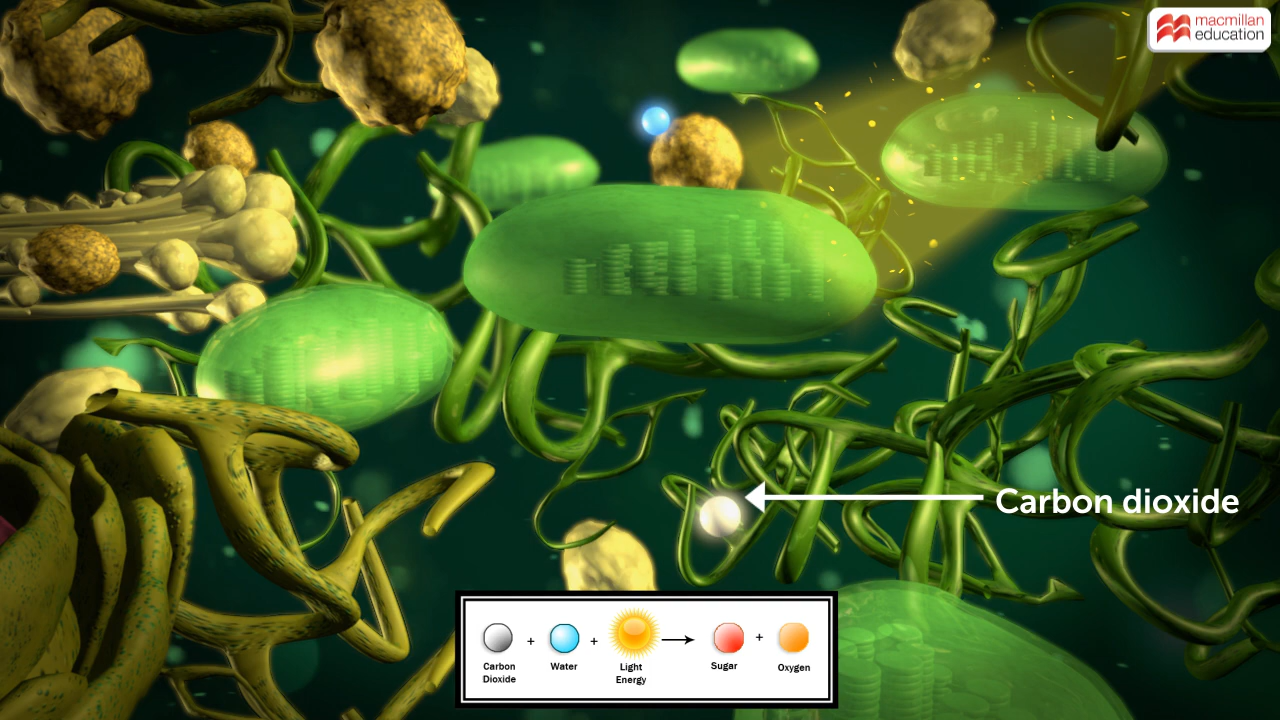 macmillan
education
Carbon dioxide
+ + → +
Carbon
Dioxide
Water
Light
Energy
Sugar
Oxygen